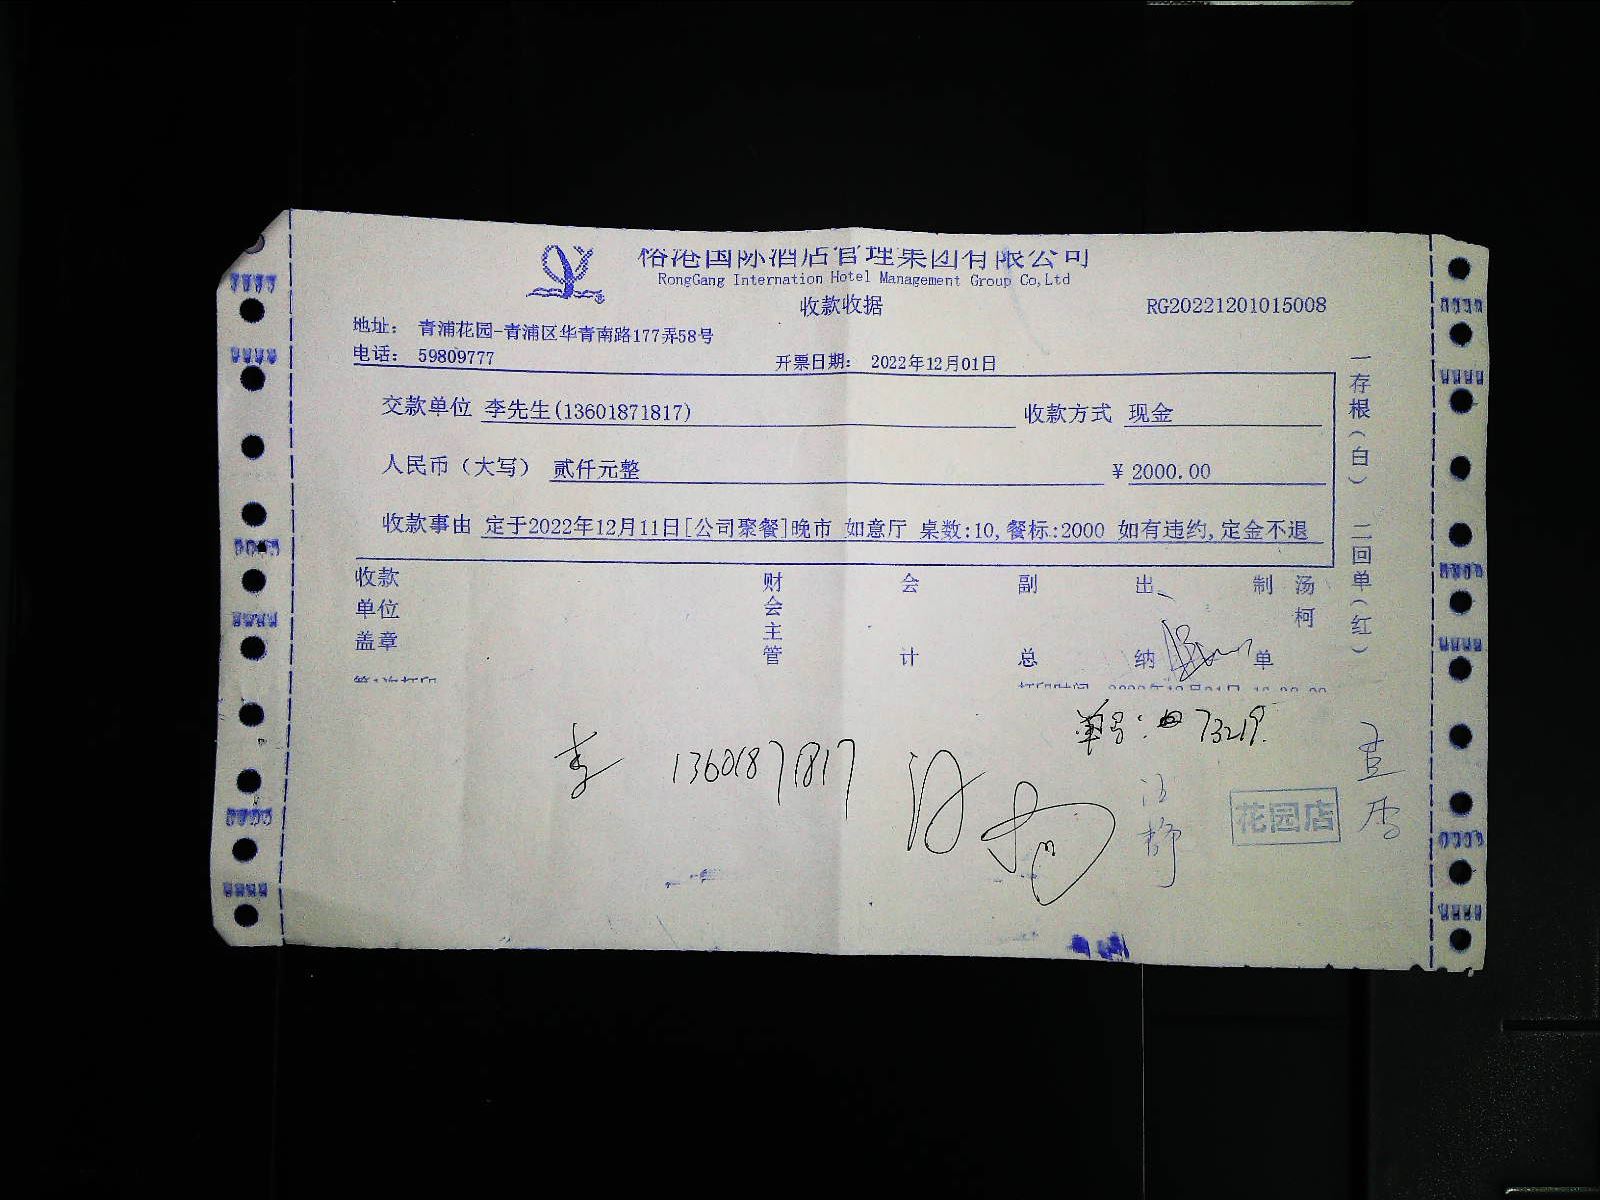 榕港国际酒店管理集团有限公司
RongGang Internation Hotel Management Group Co,Ltd
收款收据
RG20221201015008
地址： 青浦花园-青浦区华青南路177弄58号
电话： 59809777
开票日期： 2022年12月01日
交款单位 李先生(13601871817)
收款方式 现金
人民币（大写） 贰仟元整
¥ 2000.00
收款事由 定于2022年12月11日[公司聚餐]晚市 如意厅 桌数:10,餐标:2000 如有违约,定金不退
收款单位盖章
财会主管
会计
副总
出纳
制单
汤柯
一存根(白) 二回单(红)
单号: 73219.
李 13601871817
花园店